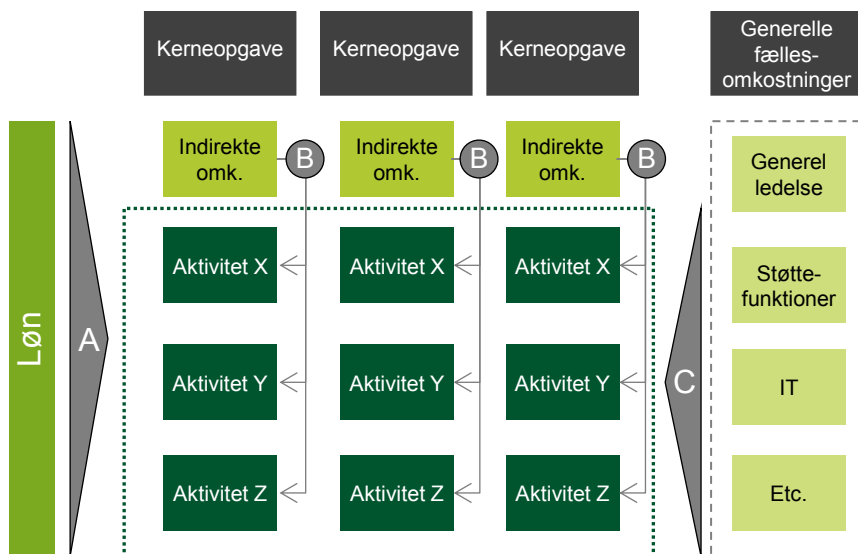 Kerneopgave
Kerneopgave
Kerneopgave
Generelle
fælles-
omkostninger
Løn
A
Indirekte
omk.
B
Indirekte
omk.
B
Indirekte
omk.
B
Aktivitet X
Aktivitet X
Aktivitet X
Aktivitet Y
Aktivitet Y
Aktivitet Y
Aktivitet Z
Aktivitet Z
Aktivitet Z
C
Generel
ledelse
Støtte-
funktioner
IT
Etc.